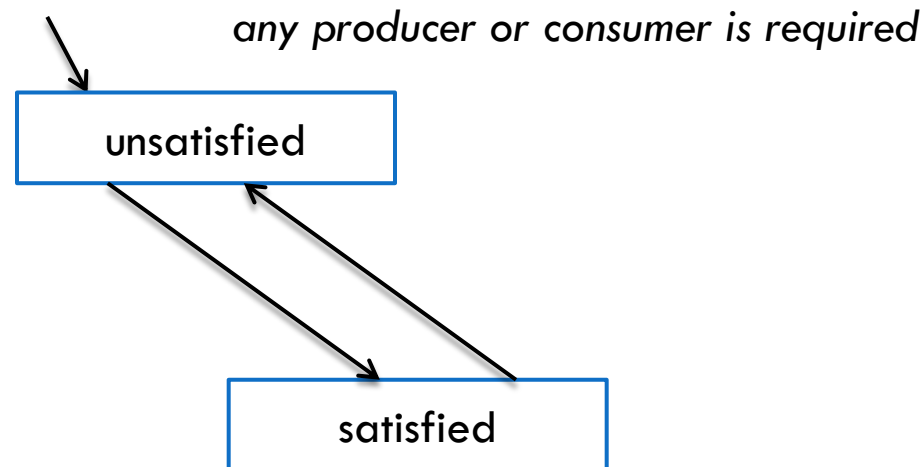 any producer or consumer is required
unsatisfied
satisfied